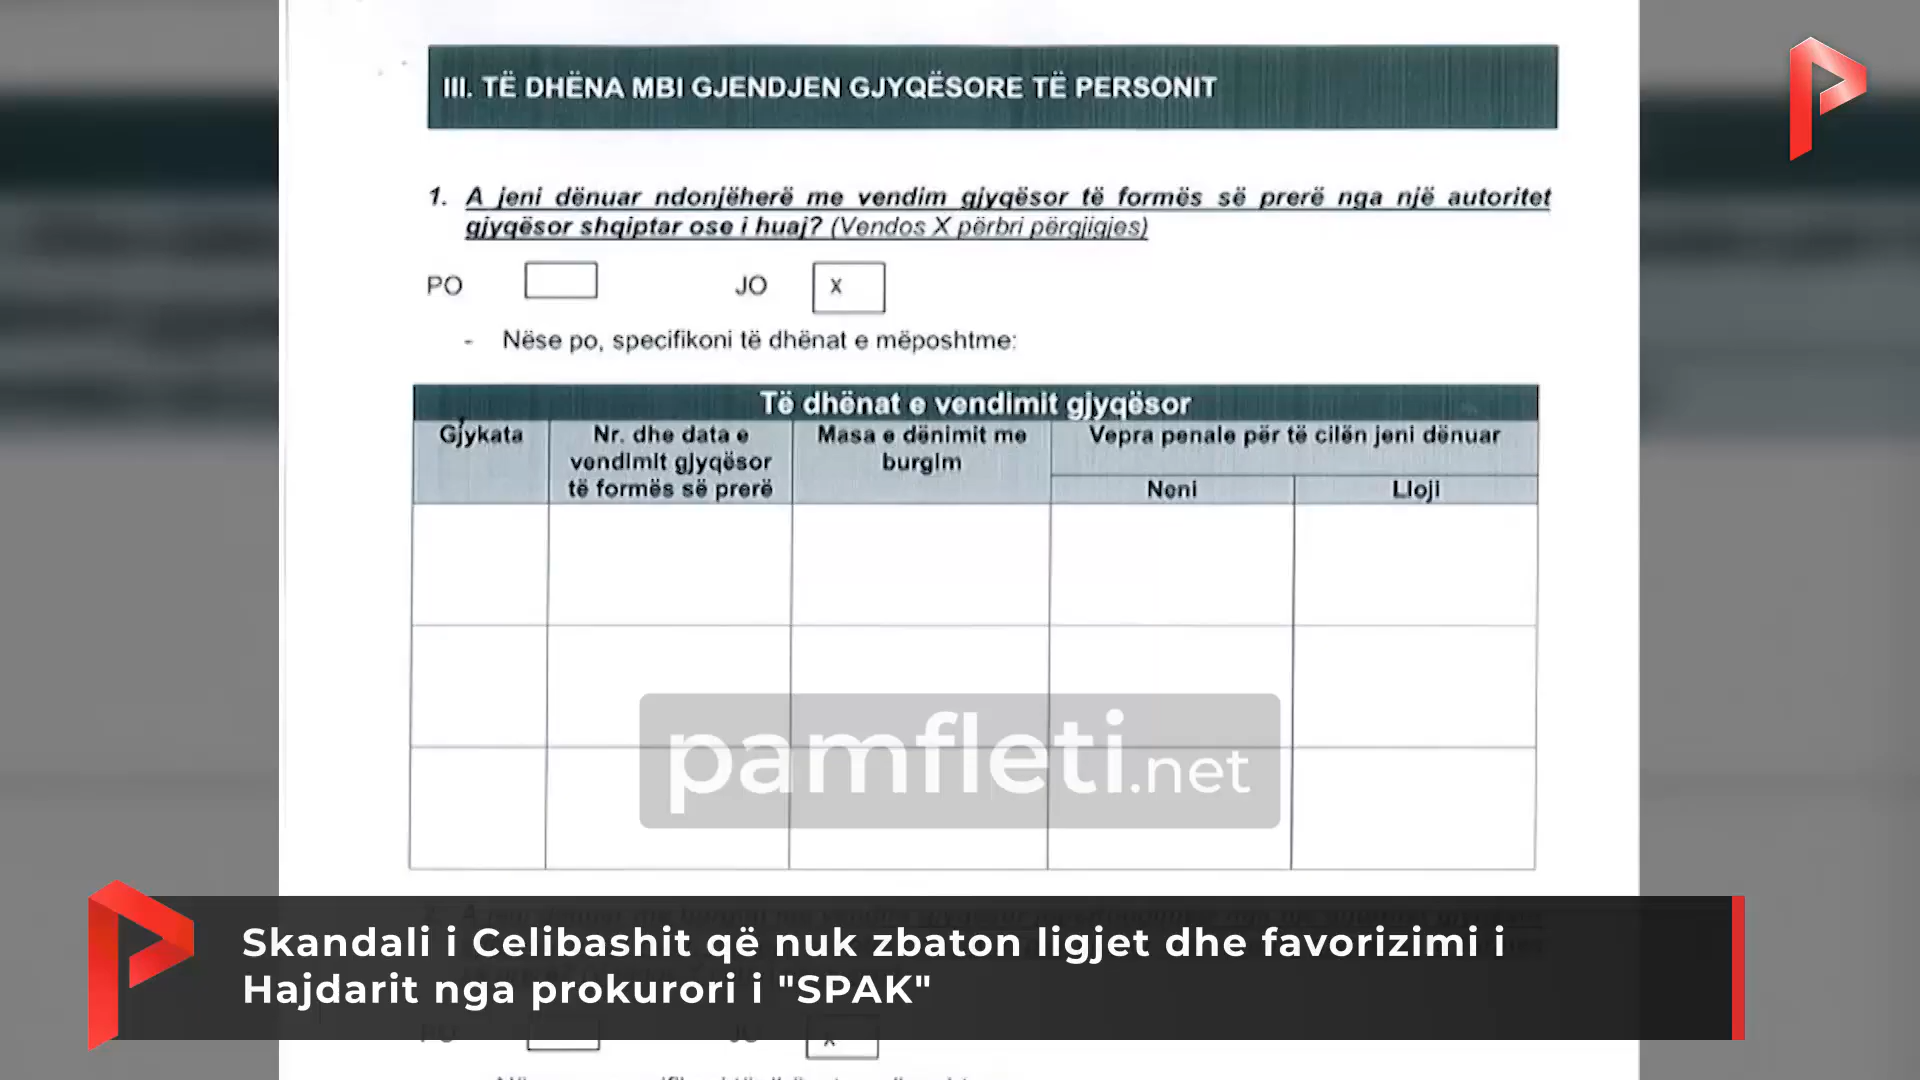 III. TË DHËNA MBI GJENDJEN GJYQËSORE TË PERSONIT
1. A jeni dënuar ndonjëherë me vendim gjyqësor të formës së prerë nga një autoritet
gjyqësor shqiptar ose i huaj? (Vendos X përbri përgjigjes)
PO JO X
- Nëse po, specifikoni të dhënat e mëposhtme:
Të dhënat e vendimit gjyqësor
Gjykata
Nr. dhe data e
vendimit gjyqësor
të formës së prerë
Masa e dënimit me
burgim
Vepra penale për të cilën jeni dënuar
Neni
Lloji
pamfleti.net
Skandali i Celibashit që nuk zbaton ligjet dhe favorizimi i
Hajdarit nga prokurori i "SPAK"